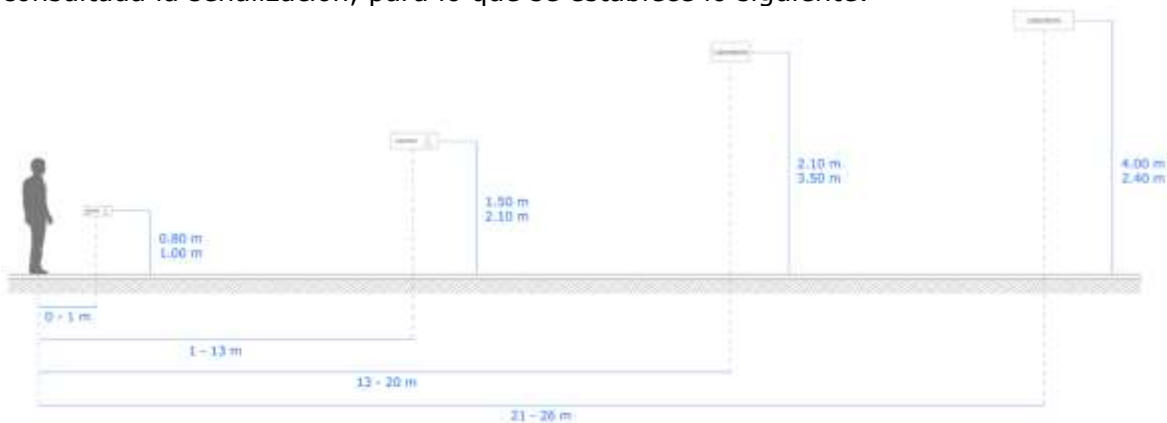 consultada la señalización, para lo que se establece lo siguiente:
4.00 m
2.40 m
2.10 m
3.50 m
1.50 m
2.10 m
0.80 m
1.00 m
0 - 1 m
1 - 13 m
13 - 20 m
21 - 26 m